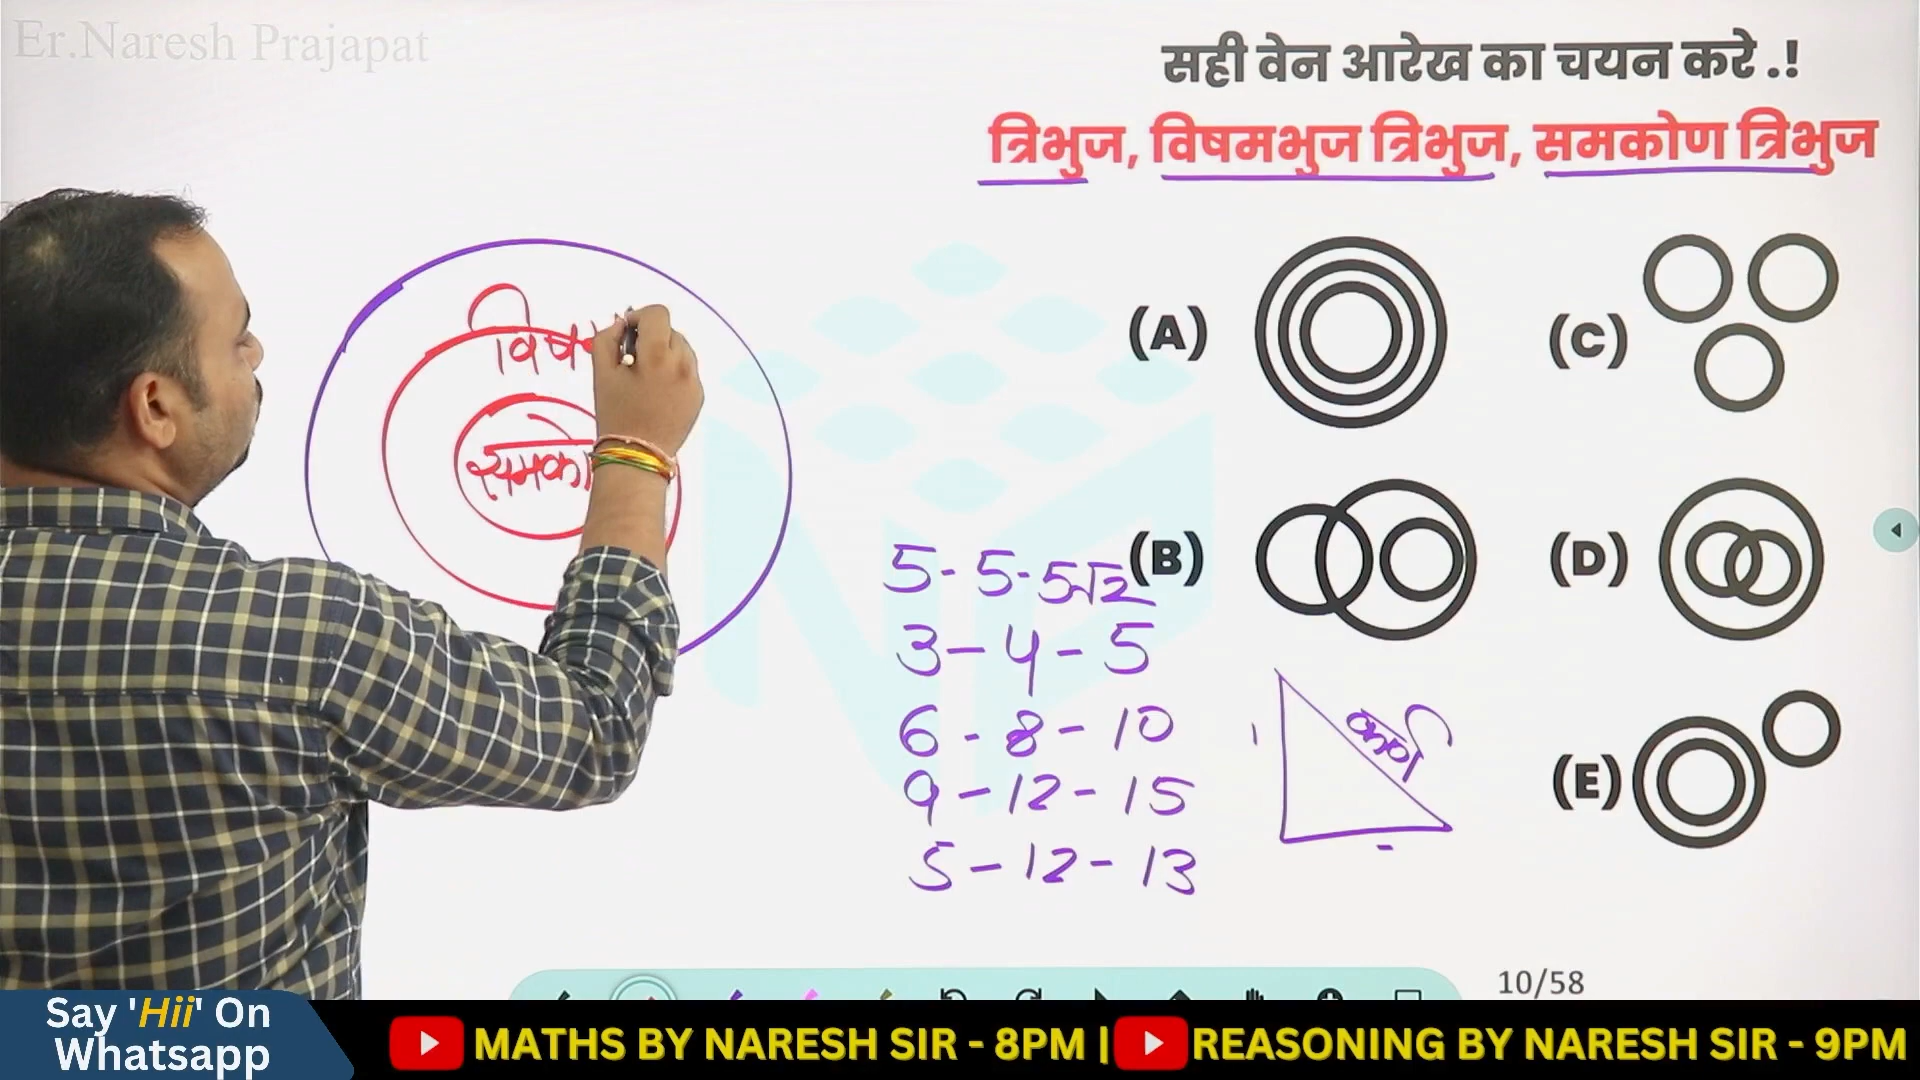 Er.Naresh Prajapat
सही वेन आरेख का चयन करे .!
त्रिभुज, विषमभुज त्रिभुज, समकोण त्रिभुज
(A)
(C)
(B)
(D)
(E)
समको
5 - 5 - 5√2
3 - 4 - 5
6 - 8 - 10
9 - 12 - 15
5 - 12 - 13
कर्ण
10/58
Say 'Hii' On
Whatsapp
MATHS BY NARESH SIR - 8PM |
REASONING BY NARESH SIR - 9PM